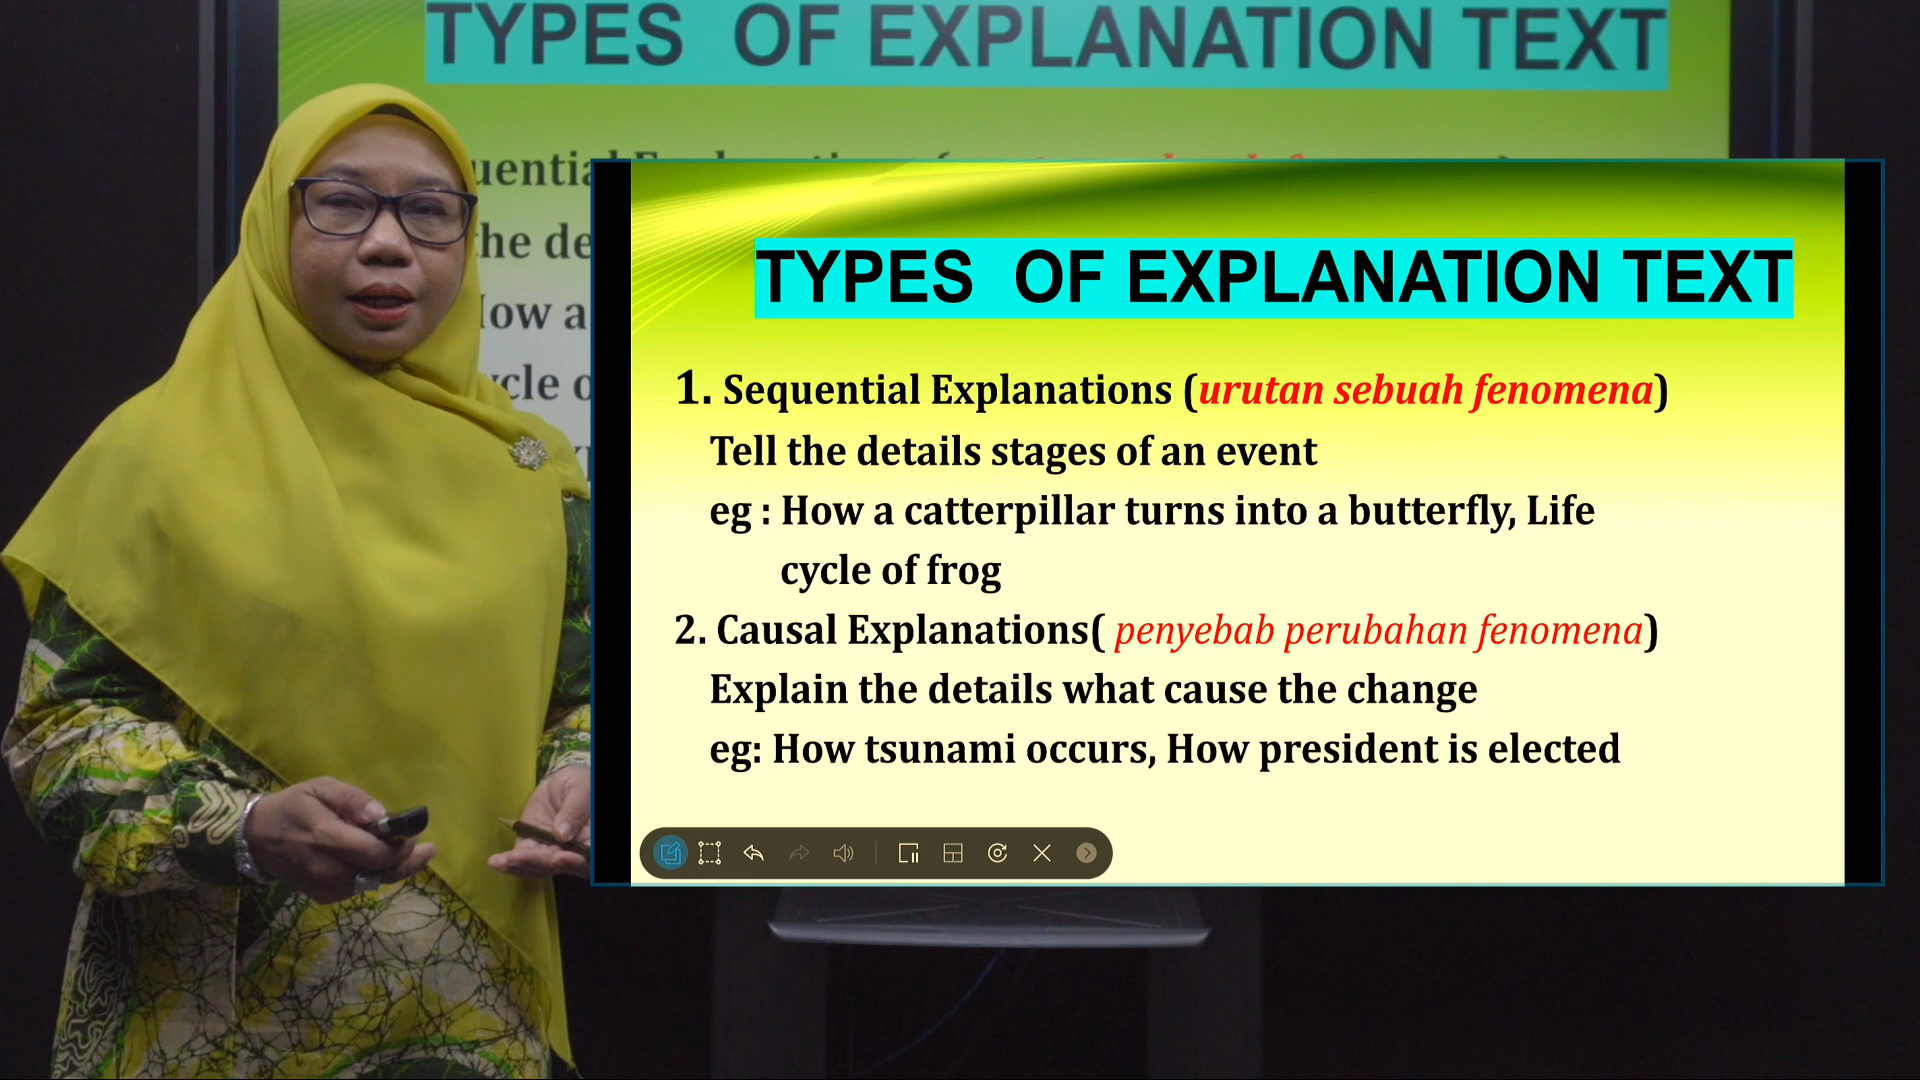 TYPES OF EXPLANATION TEXT
TYPES OF EXPLANATION TEXT
1. Sequential Explanations (urutan sebuah fenomena)
Tell the details stages of an event
eg : How a catterpillar turns into a butterfly, Life
cycle of frog
2. Causal Explanations( penyebab perubahan fenomena)
Explain the details what cause the change
eg: How tsunami occurs, How president is elected